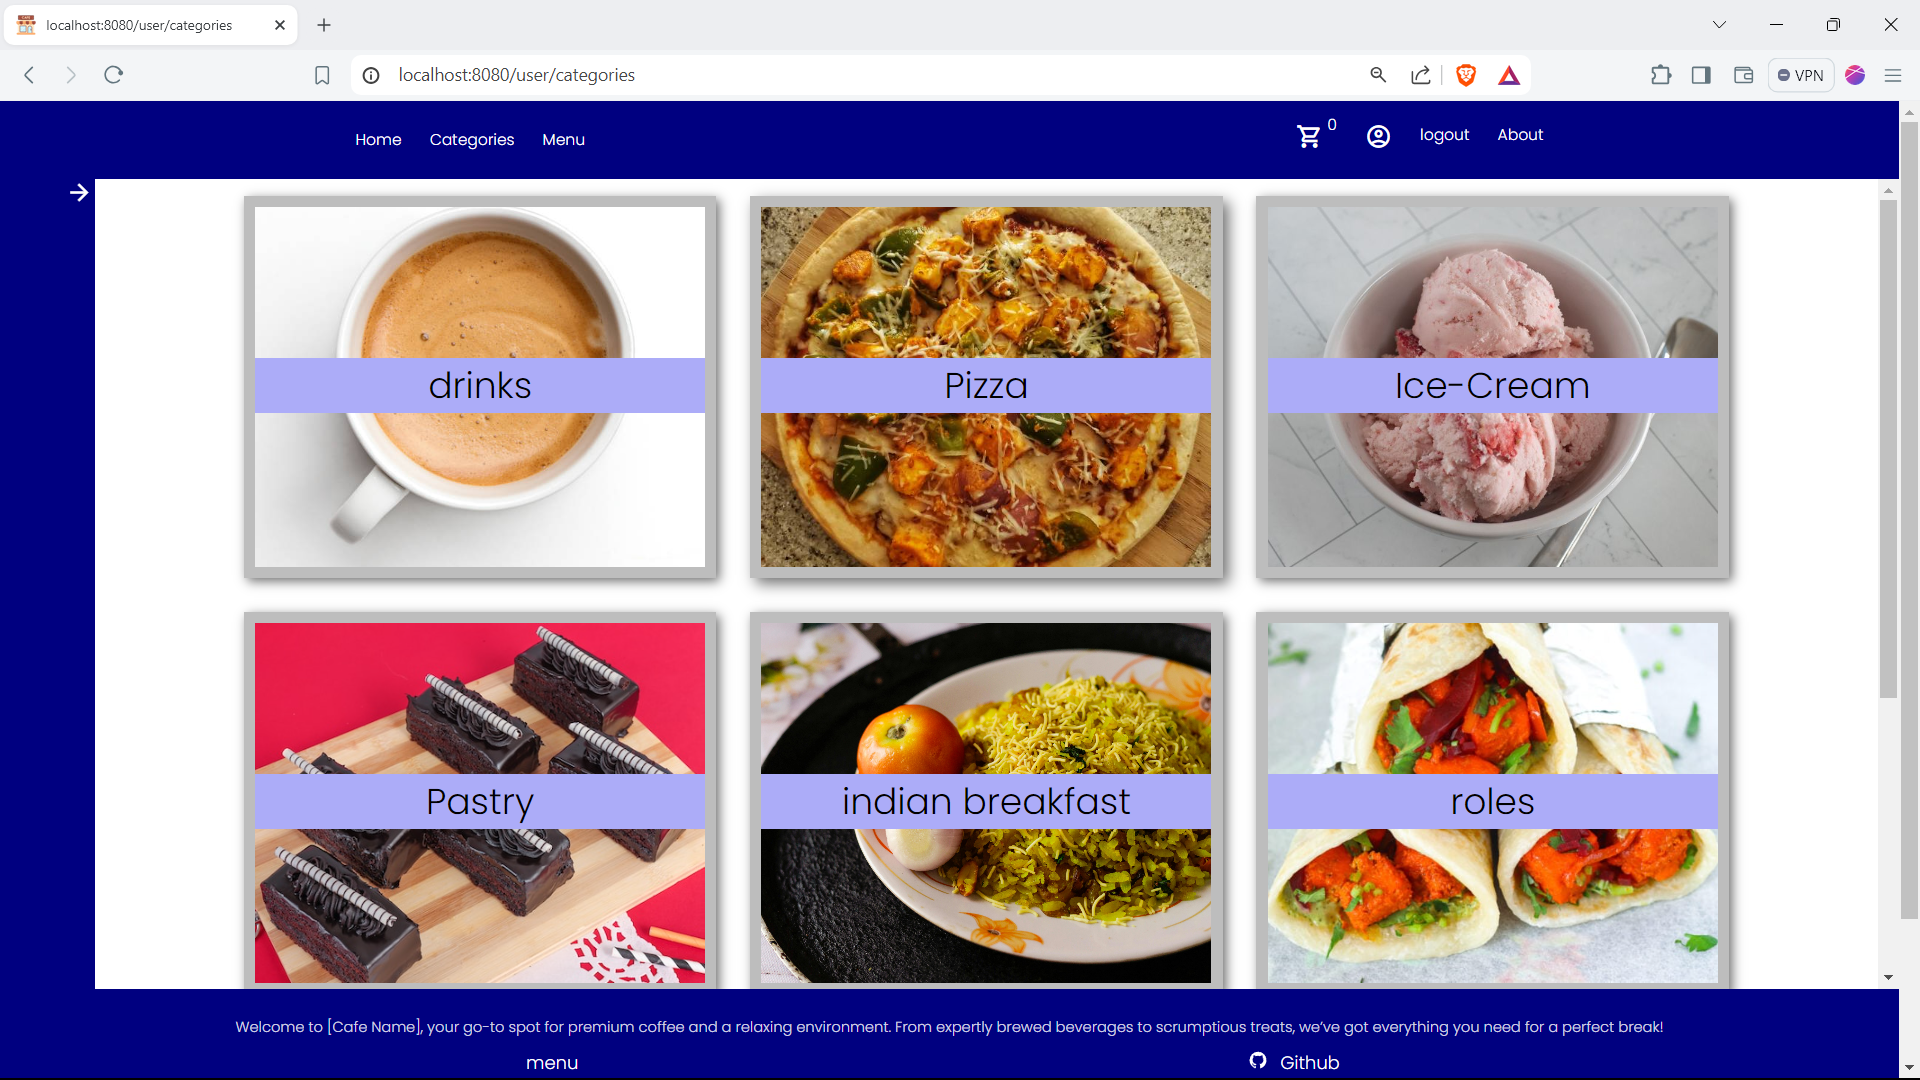 localhost:8080/user/categories
localhost:8080/user/categories
VPN
Home Categories Menu 0 logout About
drinks Pizza Ice-Cream
Pastry indian breakfast roles
Welcome to [Cafe Name], your go-to spot for premium coffee and a relaxing environment. From expertly brewed beverages to scrumptious treats, we've got everything you need for a perfect break!
menu Github